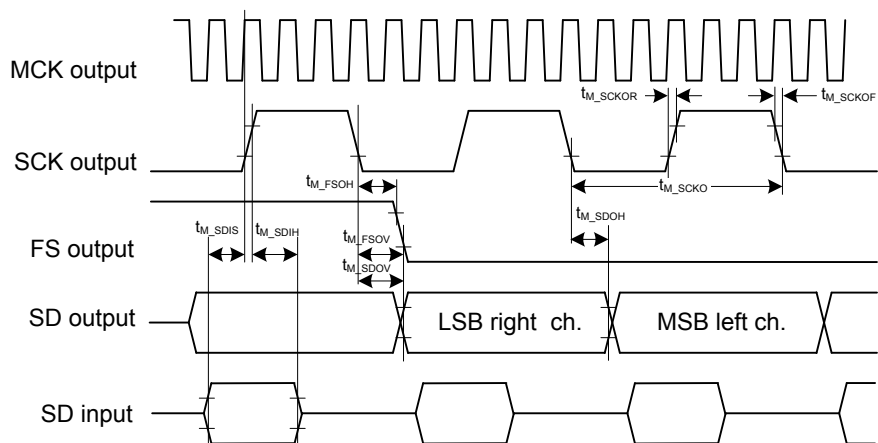 MCK output
t_M_SCKOR
t_M_SCKOF
SCK output
t_M_FSOH
t_M_SCKO
t_M_SDIS
t_M_SDIH
t_M_FSOV
t_M_SDOH
FS output
t_M_SDOV
SD output
LSB right ch.
MSB left ch.
SD input